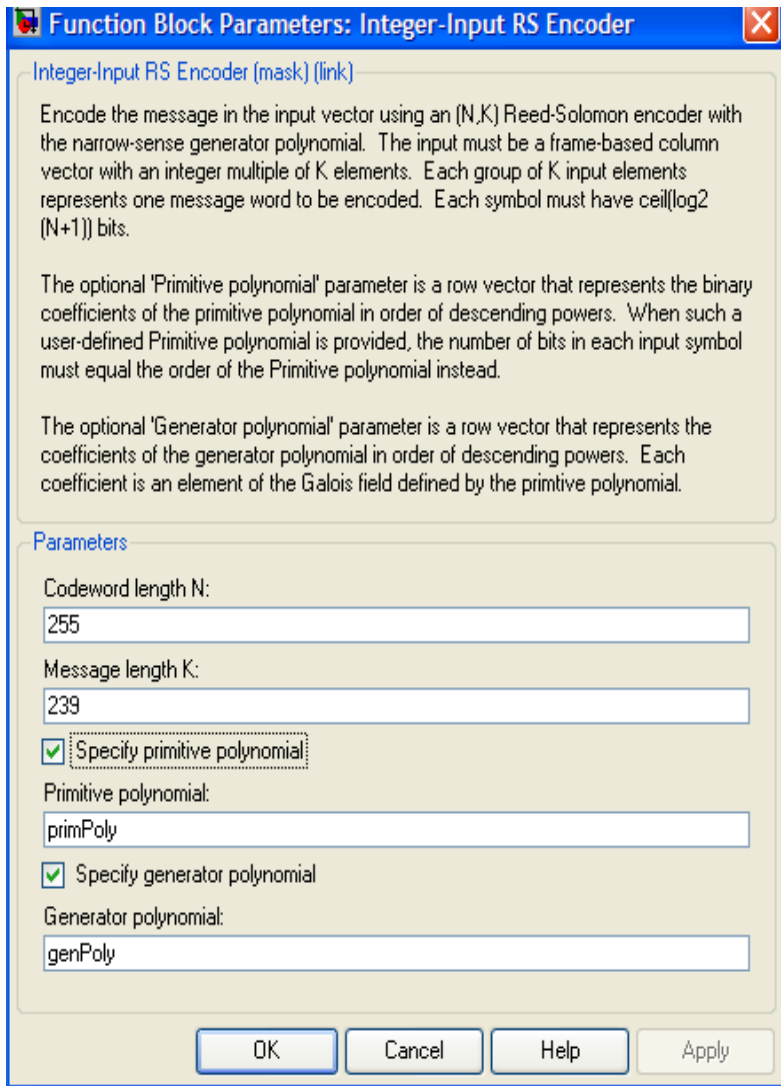 Function Block Parameters: Integer-Input RS Encoder
Integer-Input RS Encoder (mask) (link)
Encode the message in the input vector using an (N,K) Reed-Solomon encoder with
the narrow-sense generator polynomial.  The input must be a frame-based column
vector with an integer multiple of K elements.  Each group of K input elements
represents one message word to be encoded.  Each symbol must have ceil(log2
(N+1)) bits.
The optional 'Primitive polynomial' parameter is a row vector that represents the binary
coefficients of the primitive polynomial in order of descending powers.  When such a
user-defined Primitive polynomial is provided, the number of bits in each input symbol
must equal the order of the Primitive polynomial instead.
The optional 'Generator polynomial' parameter is a row vector that represents the
coefficients of the generator polynomial in order of descending powers.  Each
coefficient is an element of the Galois field defined by the primtive polynomial.
Parameters
Codeword length N:
255
Message length K:
239
Specify primitive polynomial
Primitive polynomial:
primPoly
Specify generator polynomial
Generator polynomial:
genPoly
OK Cancel Help Apply